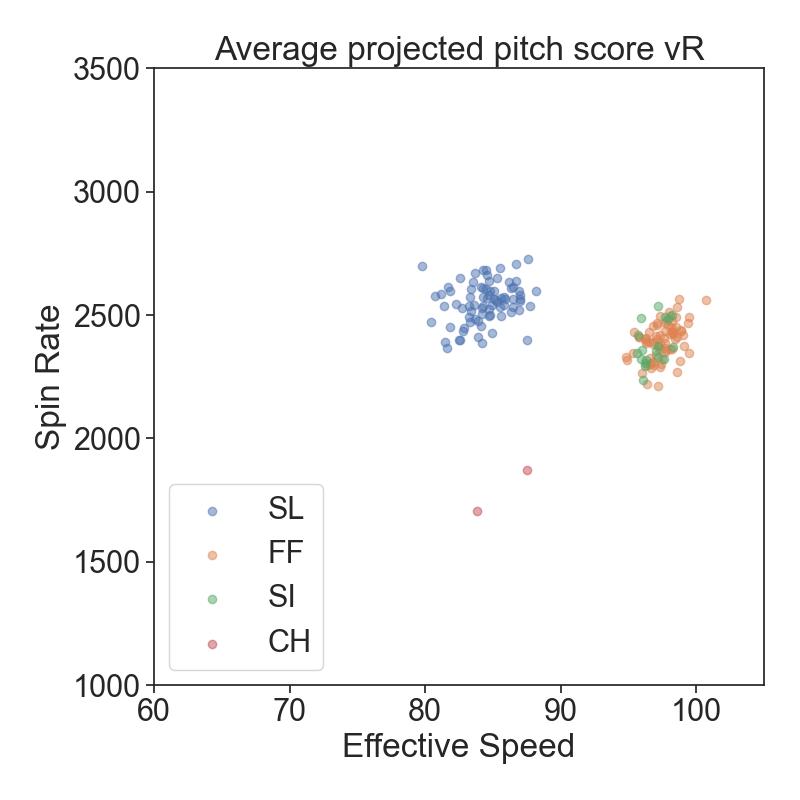 Average projected pitch score vR
3500
3000
2500
2000
1500
1000
Spin Rate
SL
FF
SI
CH
60 70 80 90 100
Effective Speed